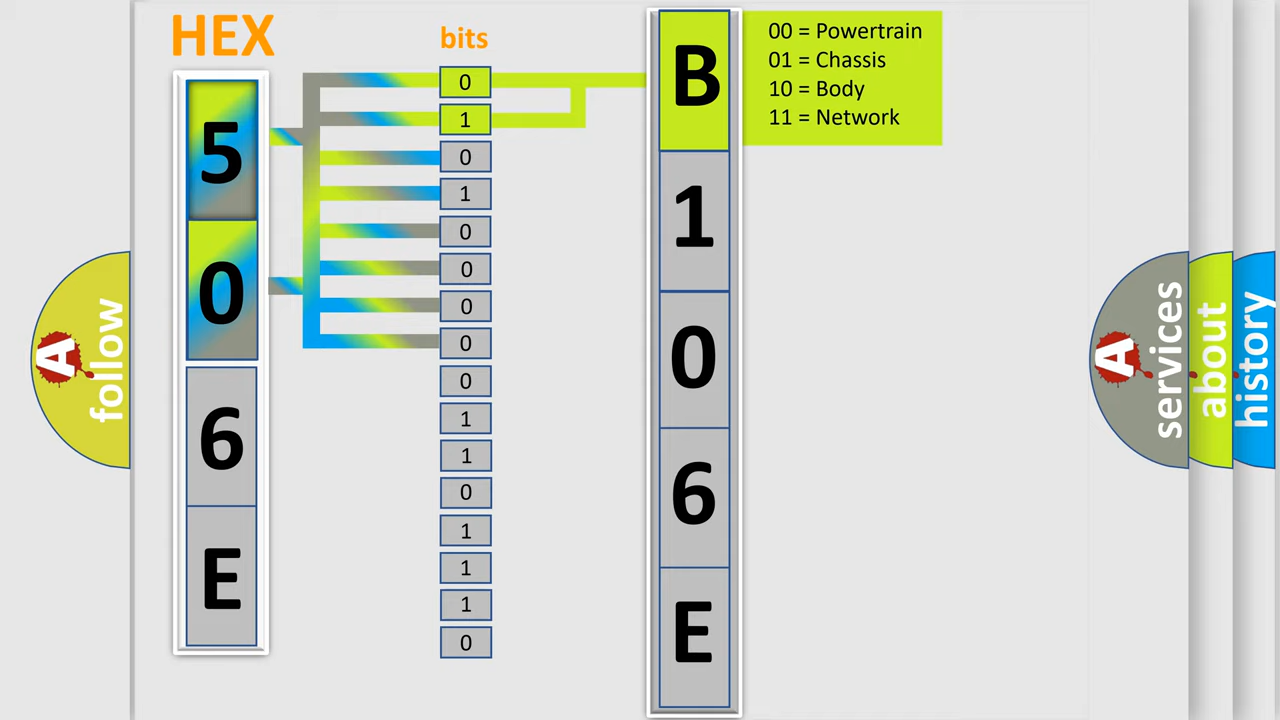 HEX
bits
5
0
6
E
0
1
0
1
0
0
0
0
0
1
1
0
1
1
1
0
B
1
0
6
E
00 = Powertrain
01 = Chassis
10 = Body
11 = Network
A
follow
A
services
about
history